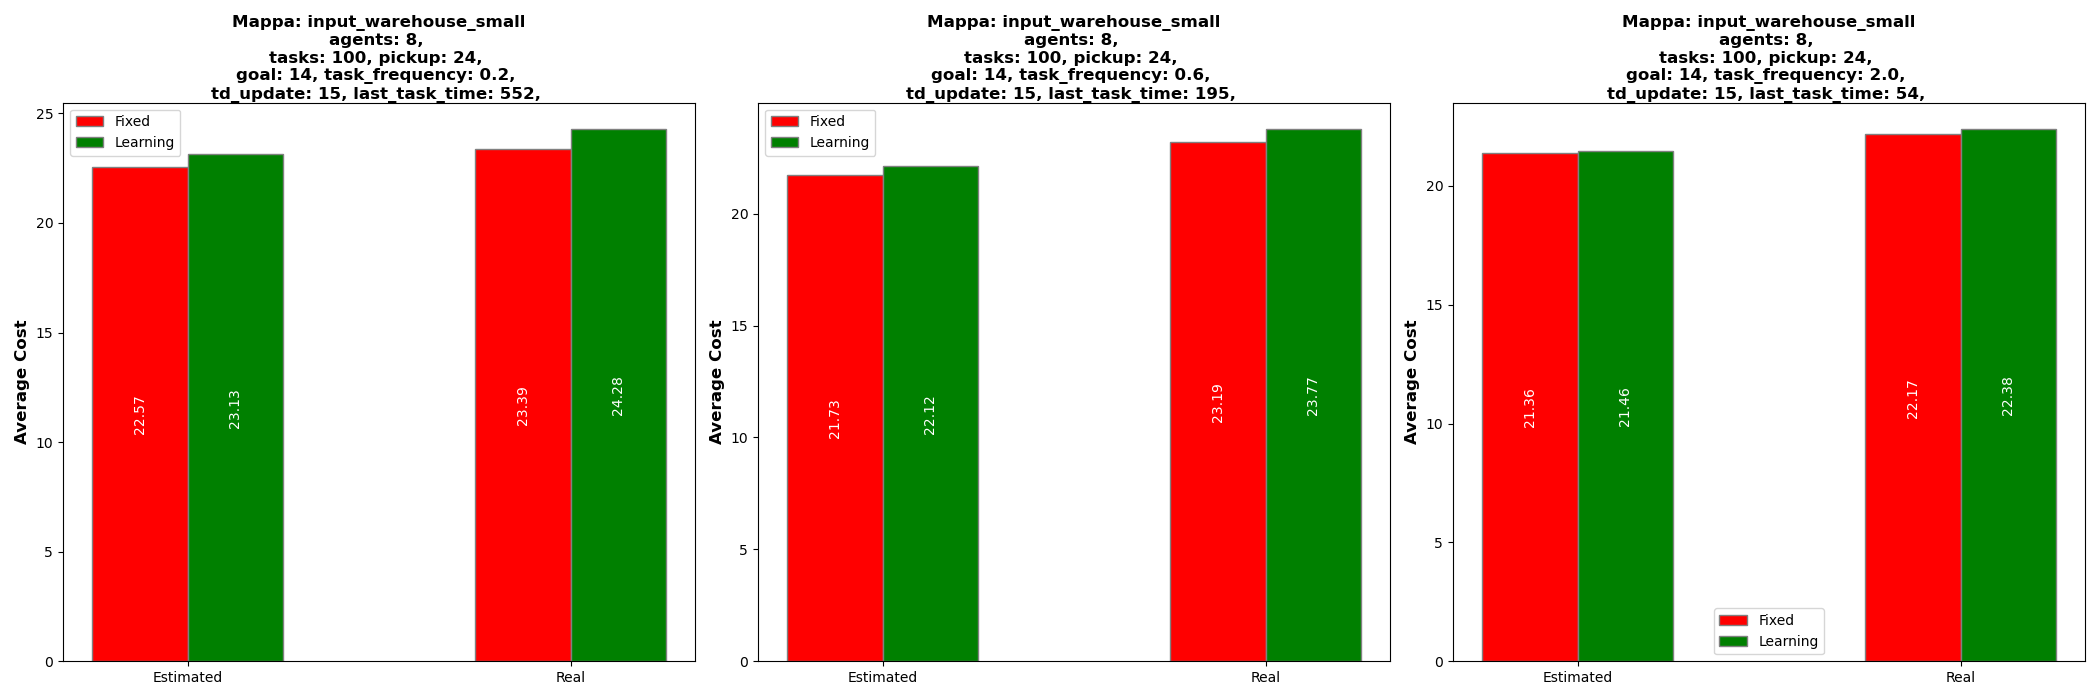 Mappa: input_warehouse_small
agents: 8,
tasks: 100, pickup: 24,
goal: 14, task_frequency: 0.2,
td_update: 15, last_task_time: 552,
Fixed
Learning
25
20
15
10
5
0
Average Cost
22.57
23.13
23.39
24.28
Estimated
Real
Mappa: input_warehouse_small
agents: 8,
tasks: 100, pickup: 24,
goal: 14, task_frequency: 0.6,
td_update: 15, last_task_time: 195,
Fixed
Learning
20
15
10
5
0
Average Cost
21.73
22.12
23.19
23.77
Estimated
Real
Mappa: input_warehouse_small
agents: 8,
tasks: 100, pickup: 24,
goal: 14, task_frequency: 2.0,
td_update: 15, last_task_time: 54,
20
15
10
5
0
Average Cost
21.36
21.46
22.17
22.38
Fixed
Learning
Estimated
Real